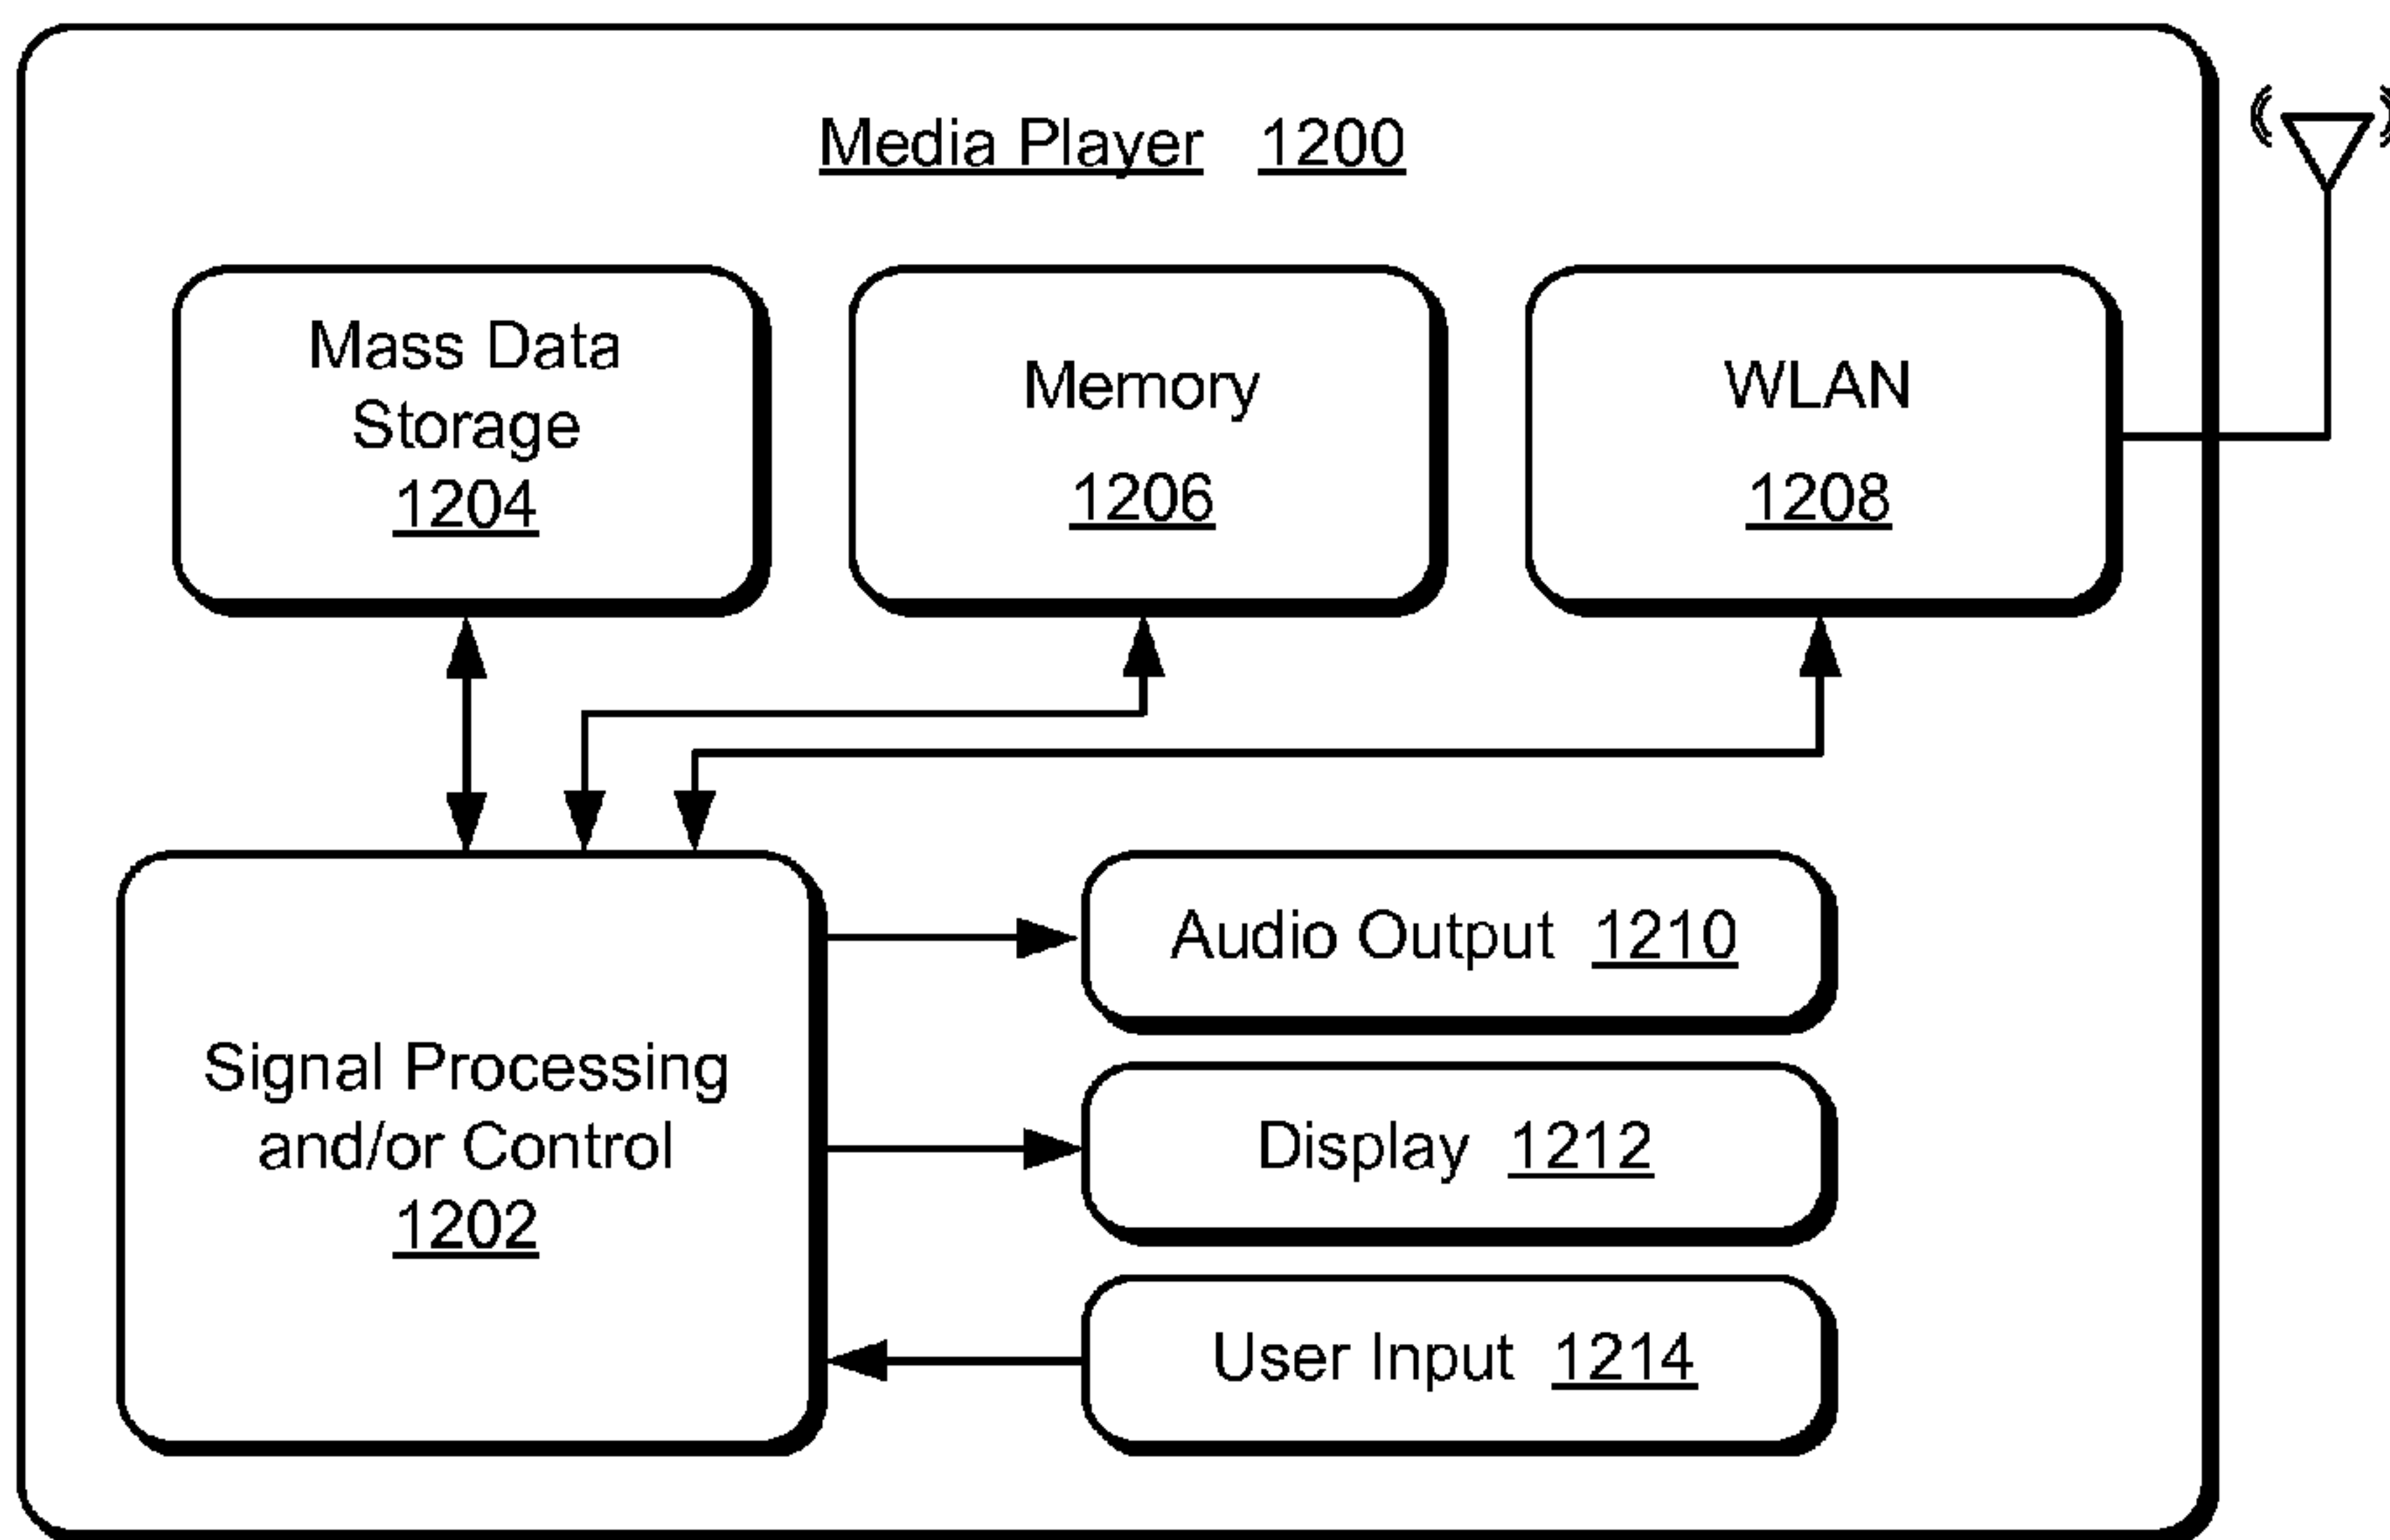 Media Player 1200
Mass Data
Storage
1204
Memory
1206
WLAN
1208
Signal Processing
and/or Control
1202
Audio Output 1210
Display 1212
User Input 1214